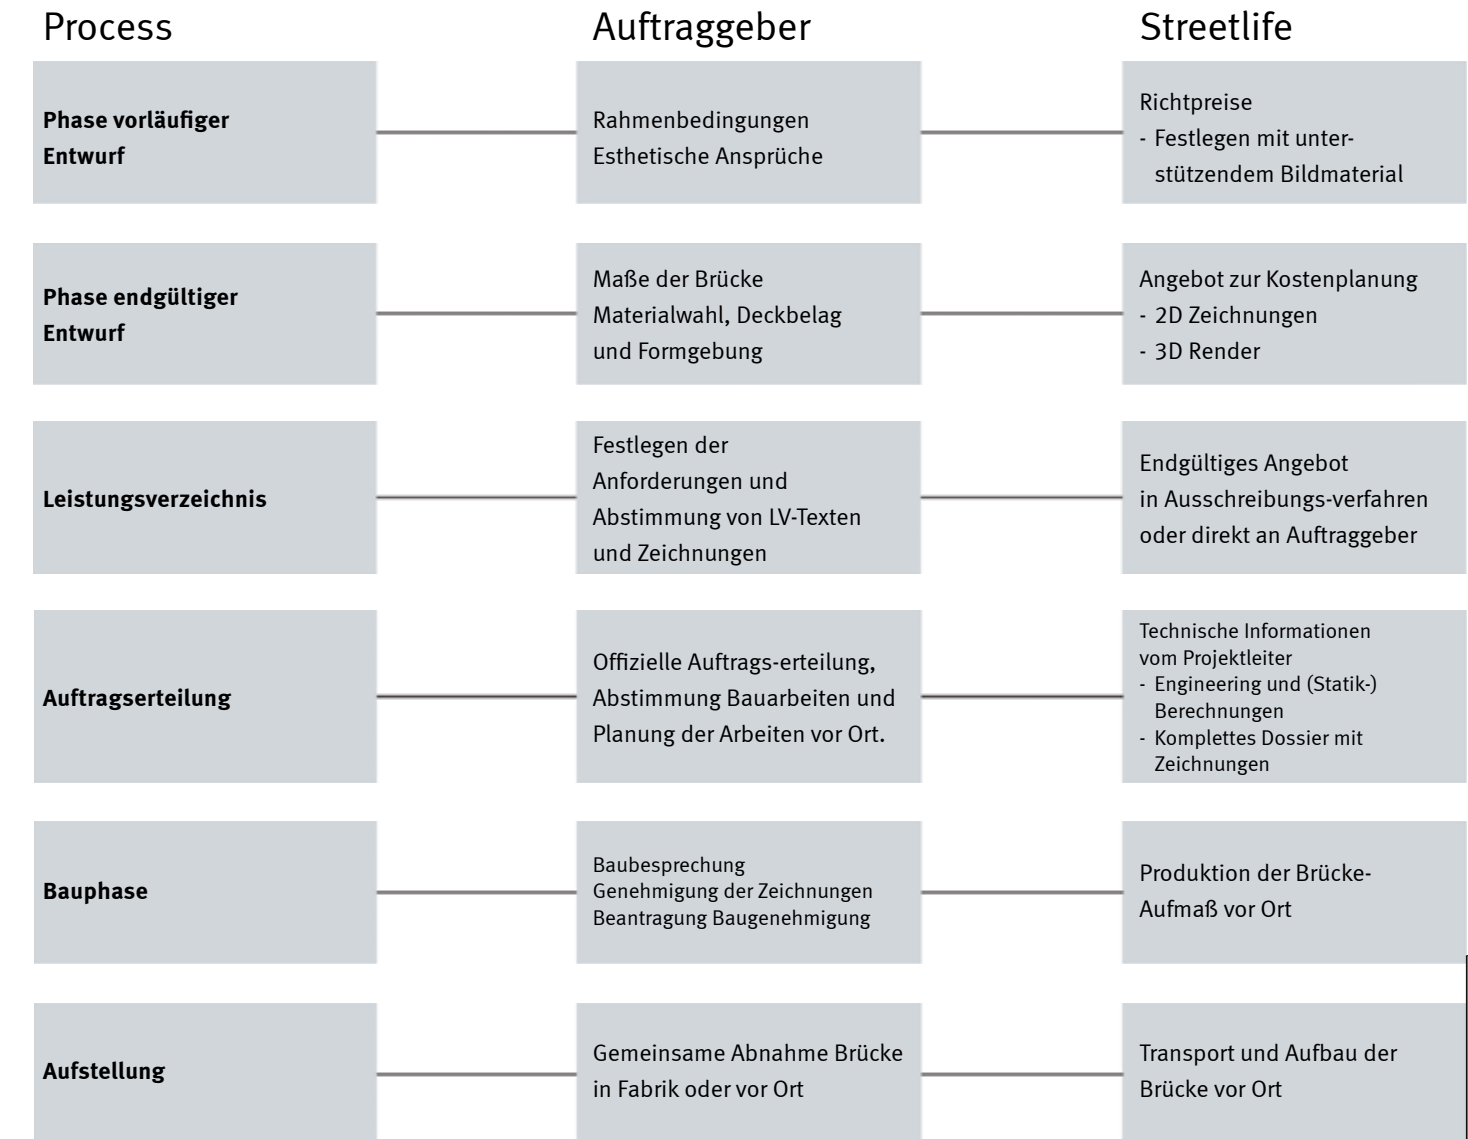 Process
Auftraggeber
Streetlife
Phase vorläufiger
Entwurf
Rahmenbedingungen
Esthetische Ansprüche
Richtpreise
- Festlegen mit unter-
stützendem Bildmaterial
Phase endgültiger
Entwurf
Maße der Brücke
Materialwahl, Deckbelag
und Formgebung
Angebot zur Kostenplanung
- 2D Zeichnungen
- 3D Render
Leistungsverzeichnis
Festlegen der
Anforderungen und
Abstimmung von LV-Texten
und Zeichnungen
Endgültiges Angebot
in Ausschreibungs-verfahren
oder direkt an Auftraggeber
Auftragserteilung
Offizielle Auftrags-erteilung,
Abstimmung Bauarbeiten und
Planung der Arbeiten vor Ort.
Technische Informationen
vom Projektleiter
- Engineering und (Statik-)
Berechnungen
- Komplettes Dossier mit
Zeichnungen
Bauphase
Baubesprechung
Genehmigung der Zeichnungen
Beantragung Baugenehmigung
Produktion der Brücke-
Aufmaß vor Ort
Aufstellung
Gemeinsame Abnahme Brücke
in Fabrik oder vor Ort
Transport und Aufbau der
Brücke vor Ort